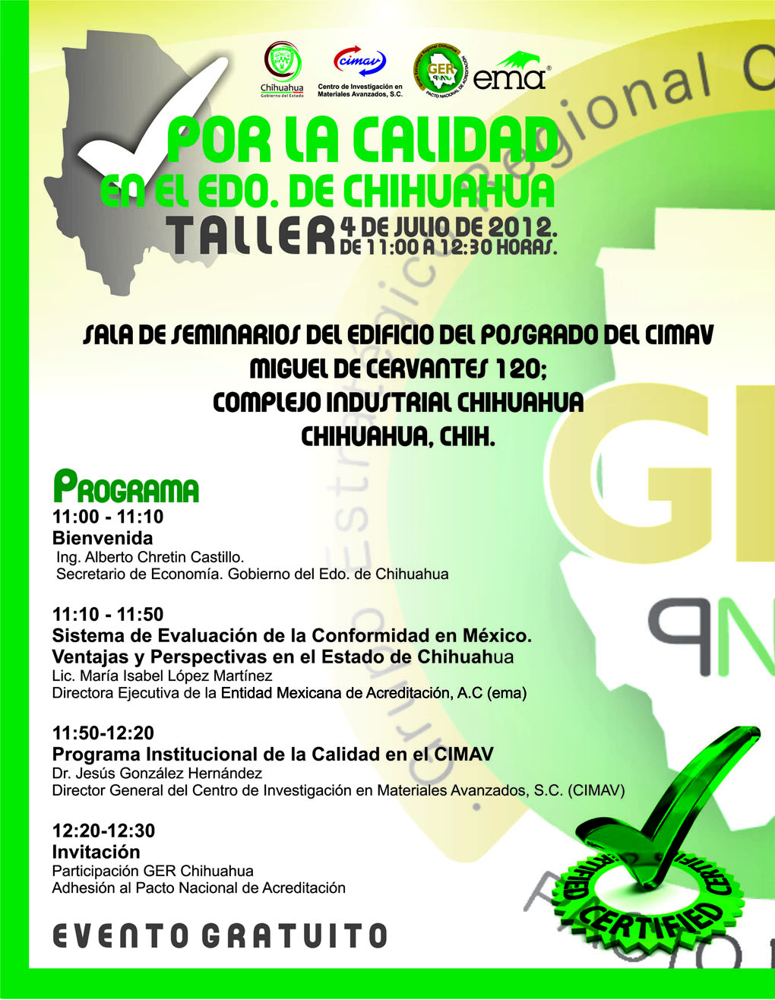 Chihuahua
Gobierno del Estado
cimav
Centro de Investigación en
Materiales Avanzados, S.C.
Grupo Estratégico Regional Chihuahua
GER
PNA
PACTO NACIONAL DE ACREDITACIÓN
ema®
POR LA CALIDAD
EN EL EDO. DE CHIHUAHUA
TALLER
4 DE JULIO DE 2012.
DE 11:00 A 12:30 HORAS.
SALA DE SEMINARIOS DEL EDIFICIO DEL POSGRADO DEL CIMAV
MIGUEL DE CERVANTES 120;
COMPLEJO INDUSTRIAL CHIHUAHUA
CHIHUAHUA, CHIH.
PROGRAMA
11:00 - 11:10
Bienvenida
Ing. Alberto Chretin Castillo.
Secretario de Economía. Gobierno del Edo. de Chihuahua
11:10 - 11:50
Sistema de Evaluación de la Conformidad en México.
Ventajas y Perspectivas en el Estado de Chihuahua
Lic. María Isabel López Martínez
Directora Ejecutiva de la Entidad Mexicana de Acreditación, A.C (ema)
11:50-12:20
Programa Institucional de la Calidad en el CIMAV
Dr. Jesús González Hernández
Director General del Centro de Investigación en Materiales Avanzados, S.C. (CIMAV)
12:20-12:30
Invitación
Participación GER Chihuahua
Adhesión al Pacto Nacional de Acreditación
EVENTO GRATUITO
Grupo Estratégico Regional
CERTIFIED
CERTIFIED